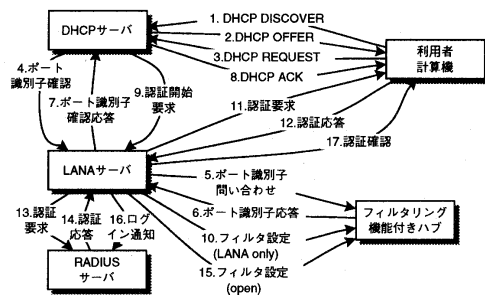 1. DHCP DISCOVER
2.DHCP OFFER
3.DHCP REQUEST
8.DHCP ACK
DHCPサーバ
利用者
計算機
4.ポート
識別子確認
7.ポート識別子
確認応答
9.認証開始
要求
11.認証要求
12.認証応答
17.認証確認
LANAサーバ
5.ポート識別子
問い合わせ
6.ポート識別子応答
10.フィルタ設定
(LANA only)
15.フィルタ設定
(open)
フィルタリング
機能付きハブ
13.認証
要求
14.認証
応答
16.ログ
イン通知
RADIUS
サーバ